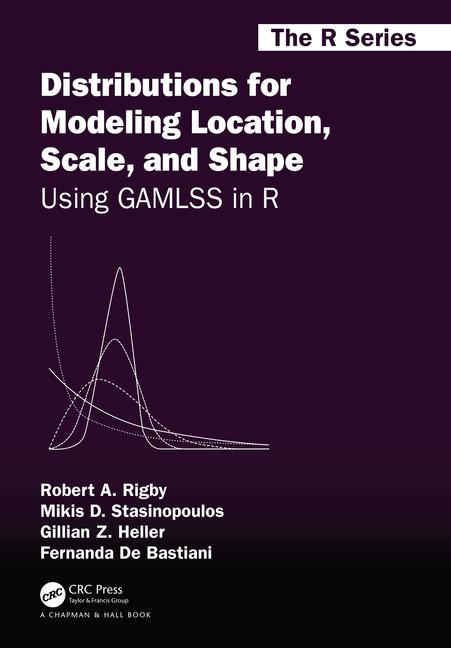 The R Series
Distributions for
Modeling Location,
Scale, and Shape
Using GAMLSS in R
Robert A. Rigby
Mikis D. Stasinopoulos
Gillian Z. Heller
Fernanda De Bastiani
CRC
CRC Press
Taylor & Francis Group
A CHAPMAN & HALL BOOK